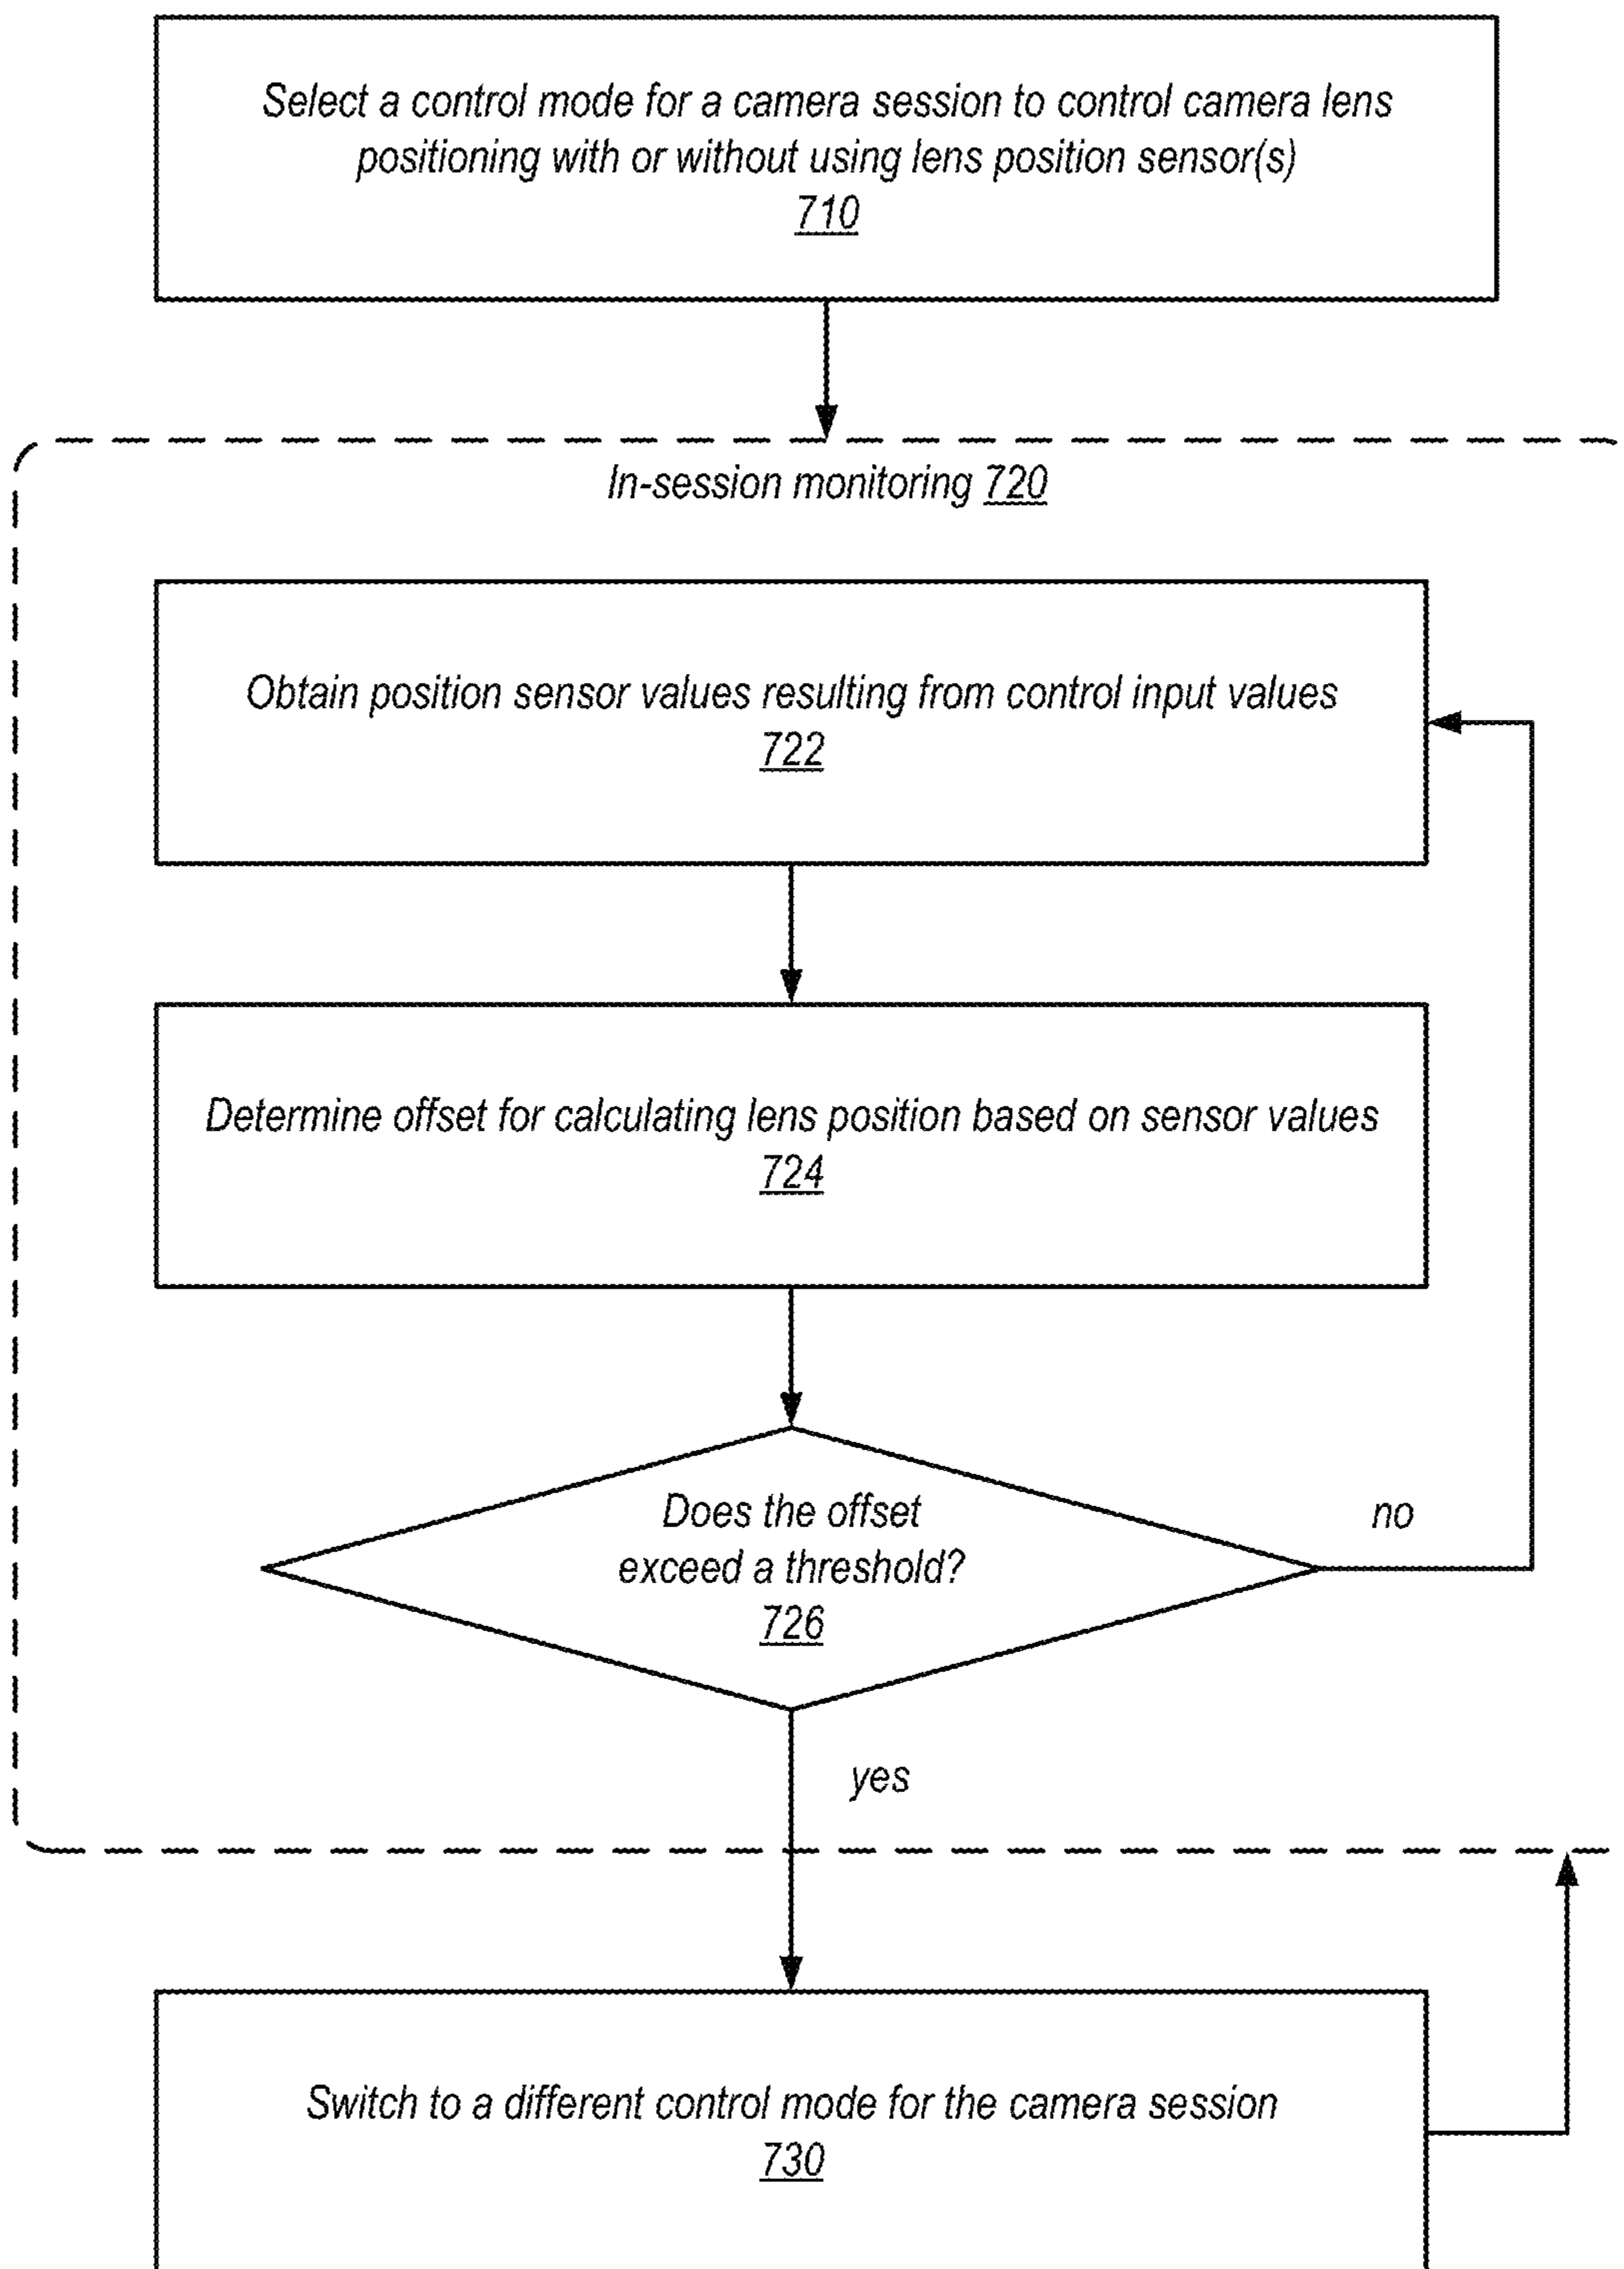 Select a control mode for a camera session to control camera lens
positioning with or without using lens position sensor(s)
710
In-session monitoring 720
Obtain position sensor values resulting from control input values
722
Determine offset for calculating lens position based on sensor values
724
Does the offset
exceed a threshold?
726
no
yes
Switch to a different control mode for the camera session
730